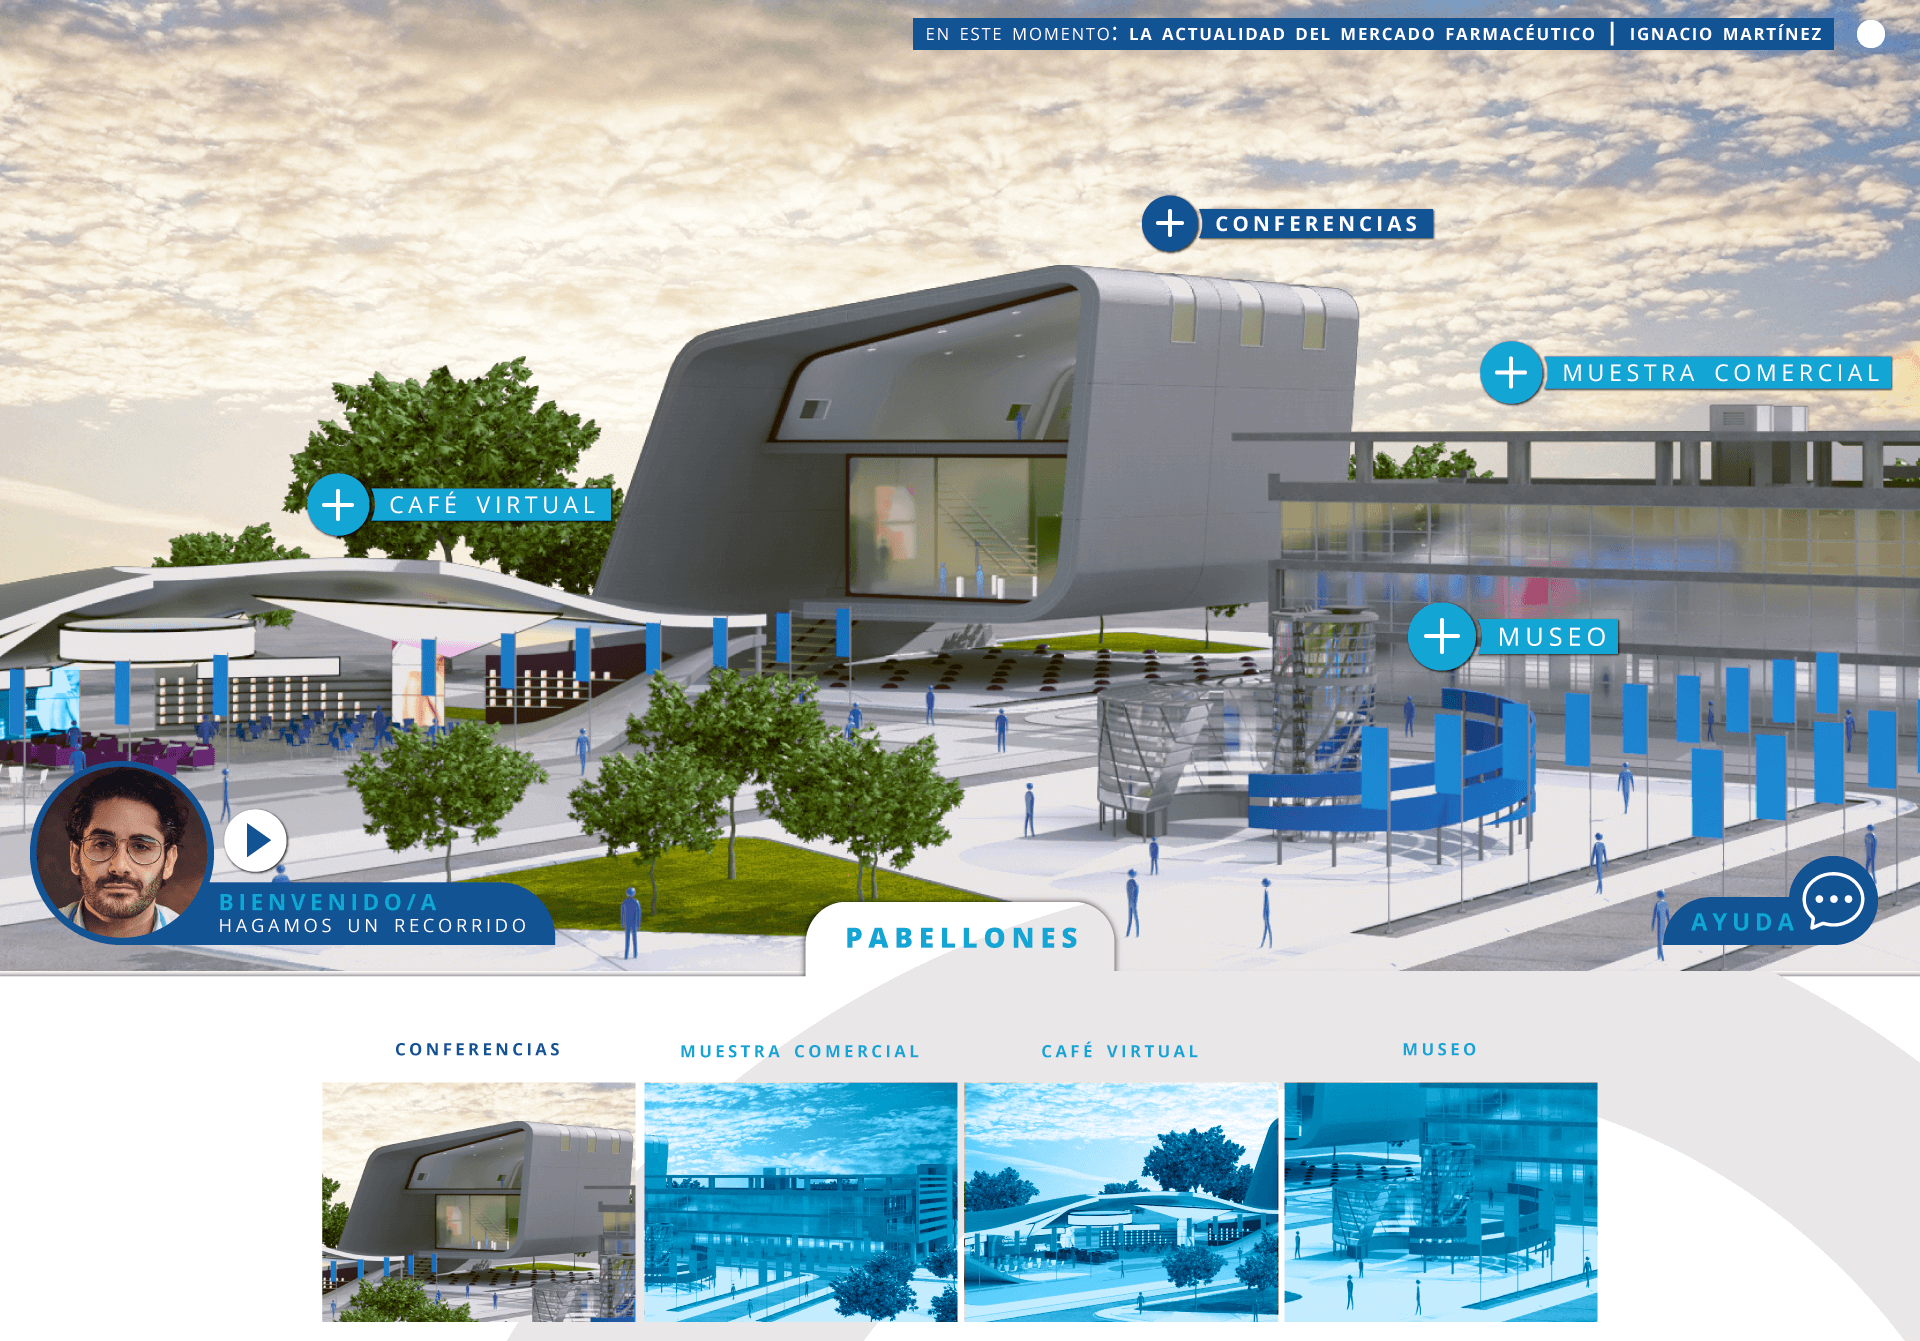 EN ESTE MOMENTO: LA ACTUALIDAD DEL MERCADO FARMACÉUTICO | IGNACIO MARTÍNEZ
CONFERENCIAS
MUESTRA COMERCIAL
CAFÉ VIRTUAL
MUSEO
BIENVENIDO/A
HAGAMOS UN RECORRIDO
AYUDA
PABELLONES
CONFERENCIAS
MUESTRA COMERCIAL
CAFÉ VIRTUAL
MUSEO